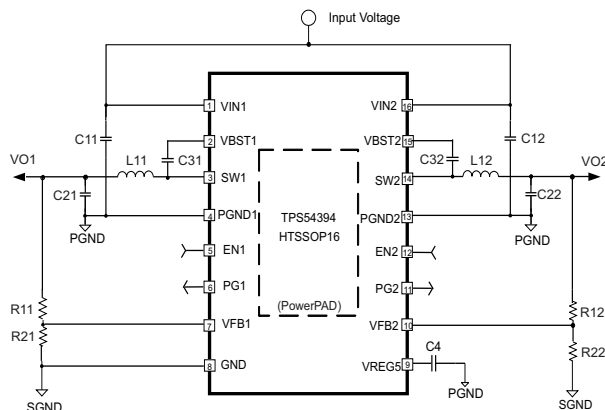 Input Voltage
1 VIN1 VIN2 16
C11 C12
2 VBST1 VBST2 15
VO1 L11 C31 C32 L12 VO2
3 SW1 SW2 14
C21 C22
4 PGND1 PGND2 13
TPS54394
HTSSOP16
PGND PGND
5 EN1 EN2 12
6 PG1 PG2 11
(PowerPAD)
R11 R12
7 VFB1 VFB2 10
R21 R22
C4
8 GND VREG5 9
PGND
SGND SGND